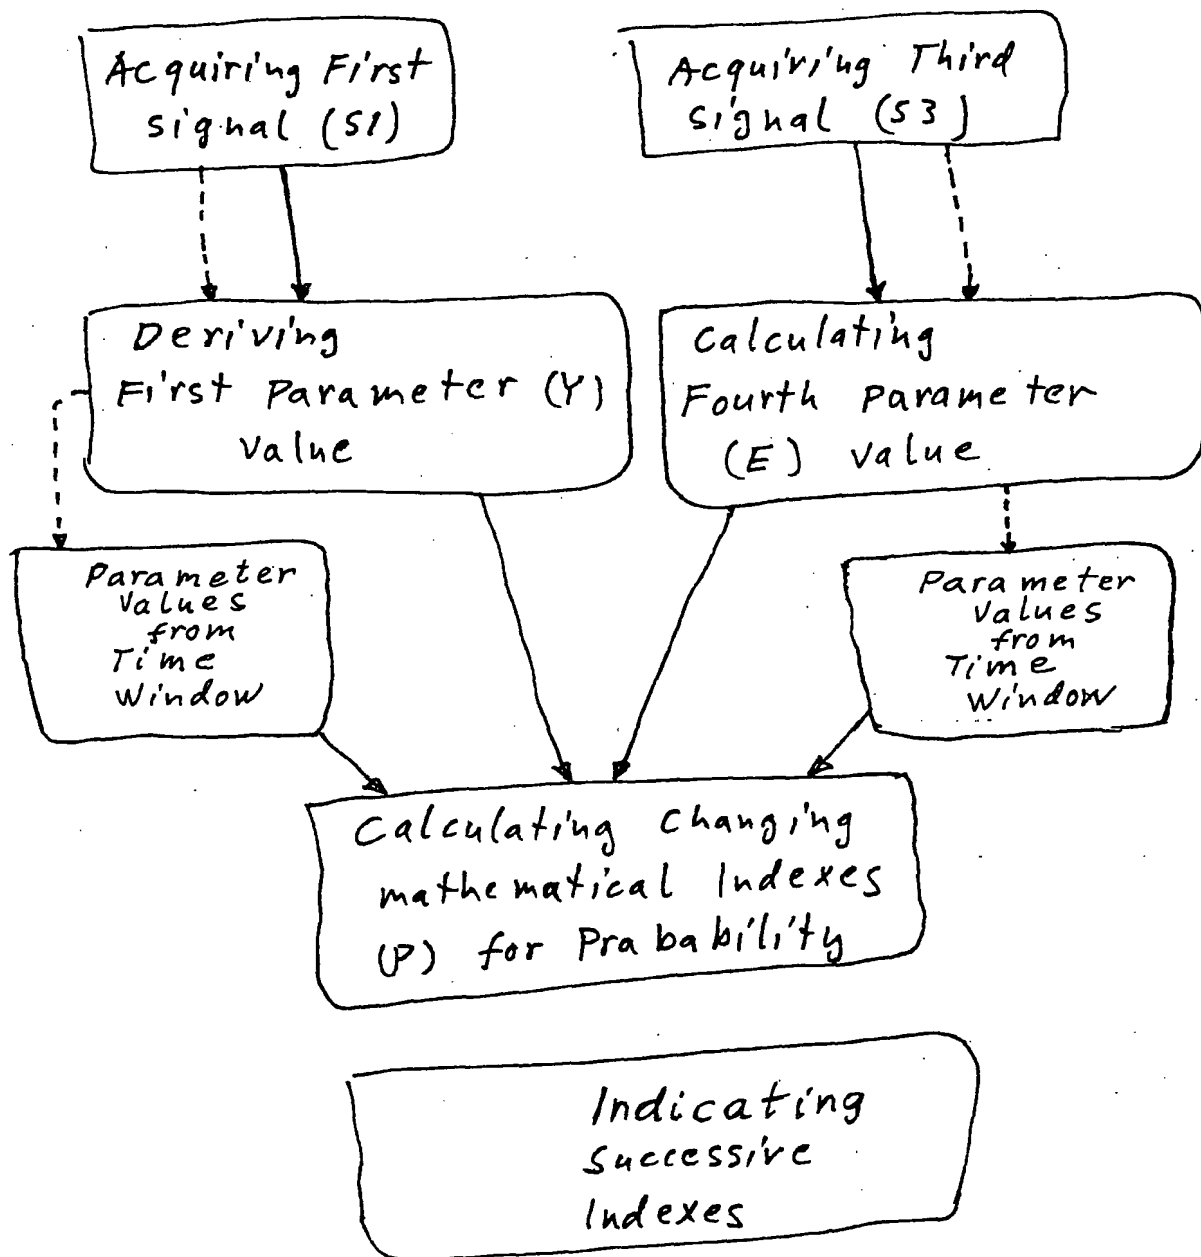 Acquiring First
signal (S1)
Acquiring Third
signal (S3)
Deriving
First Parameter (Y)
Value
Calculating
Fourth Parameter
(E) Value
Parameter
Values
from
Time
Window
Parameter
Values
from
Time
Window
Calculating Changing
mathematical Indexes
(P) for Prabability
Indicating
Successive
Indexes